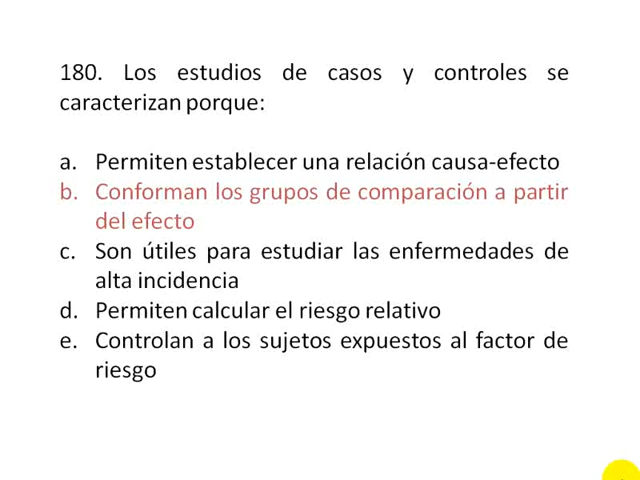 180. Los estudios de casos y controles se
caracterizan porque:
a. Permiten establecer una relación causa-efecto
b. Conforman los grupos de comparación a partir
del efecto
c. Son útiles para estudiar las enfermedades de
alta incidencia
d. Permiten calcular el riesgo relativo
e. Controlan a los sujetos expuestos al factor de
riesgo